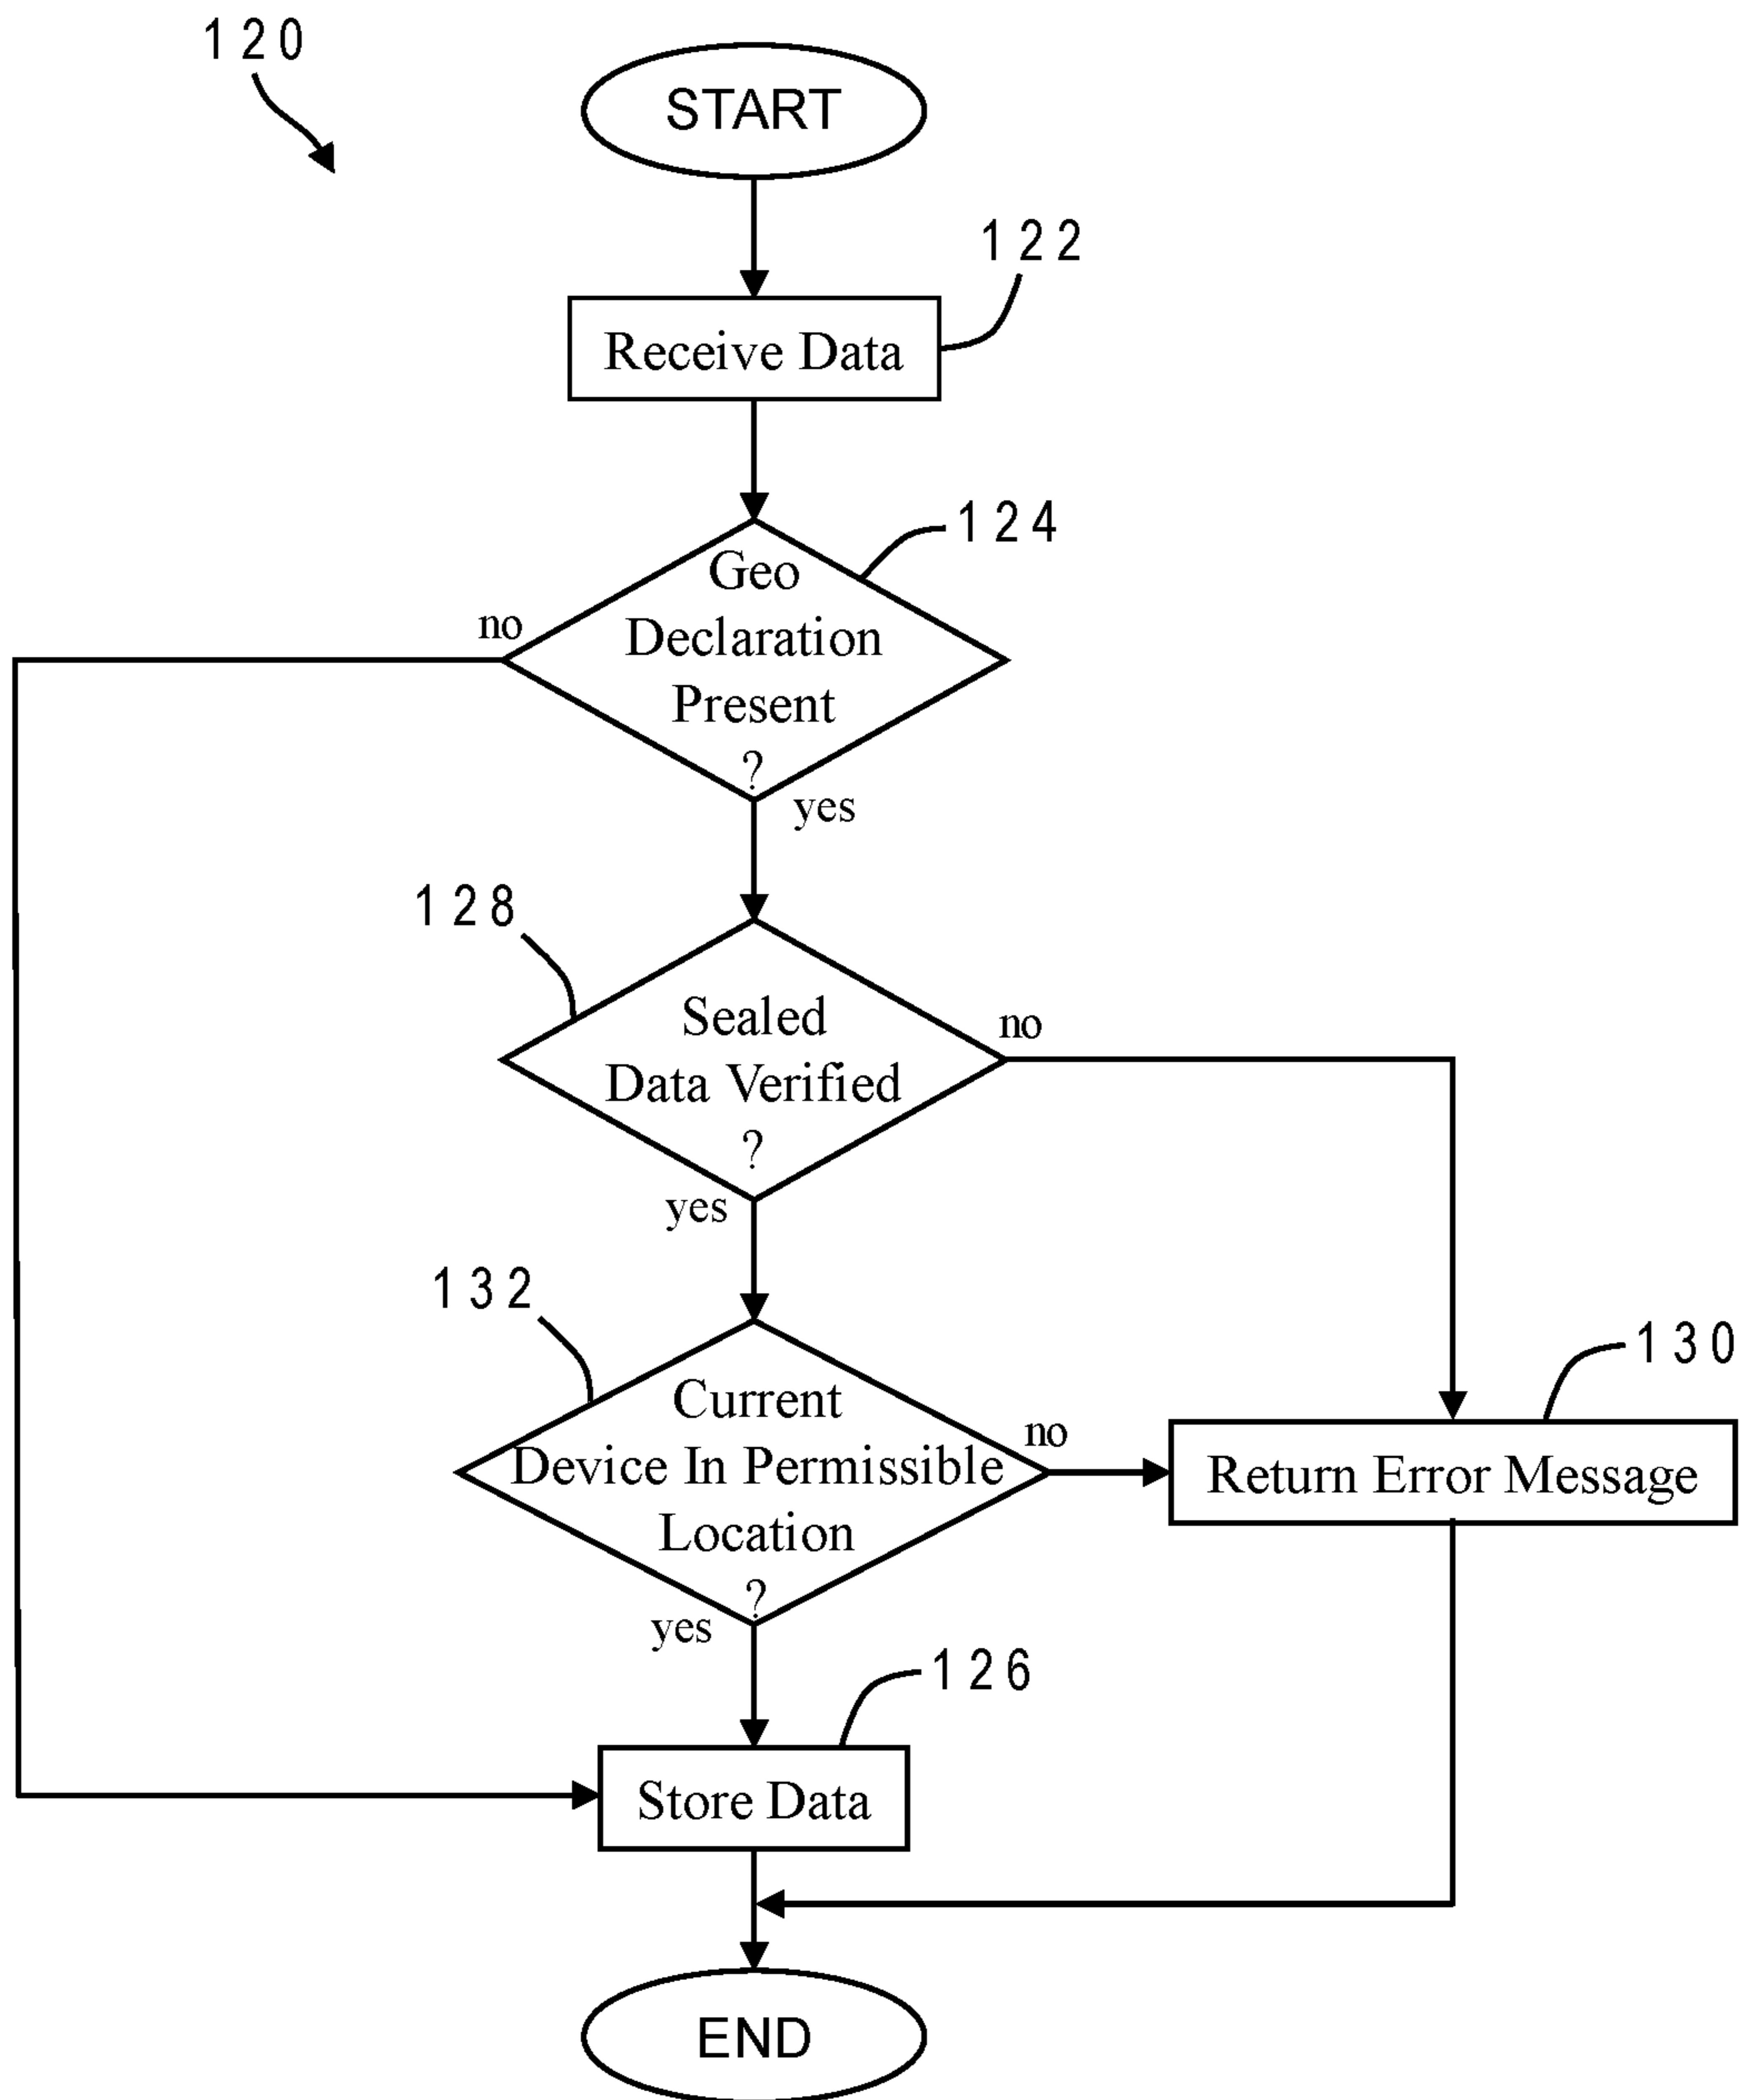 120
START
122
Receive Data
124
Geo
Declaration
Present
?
no
yes
128
Sealed
Data Verified
?
no
yes
132
Current
Device In Permissible
Location
?
no
yes
130
Return Error Message
126
Store Data
END